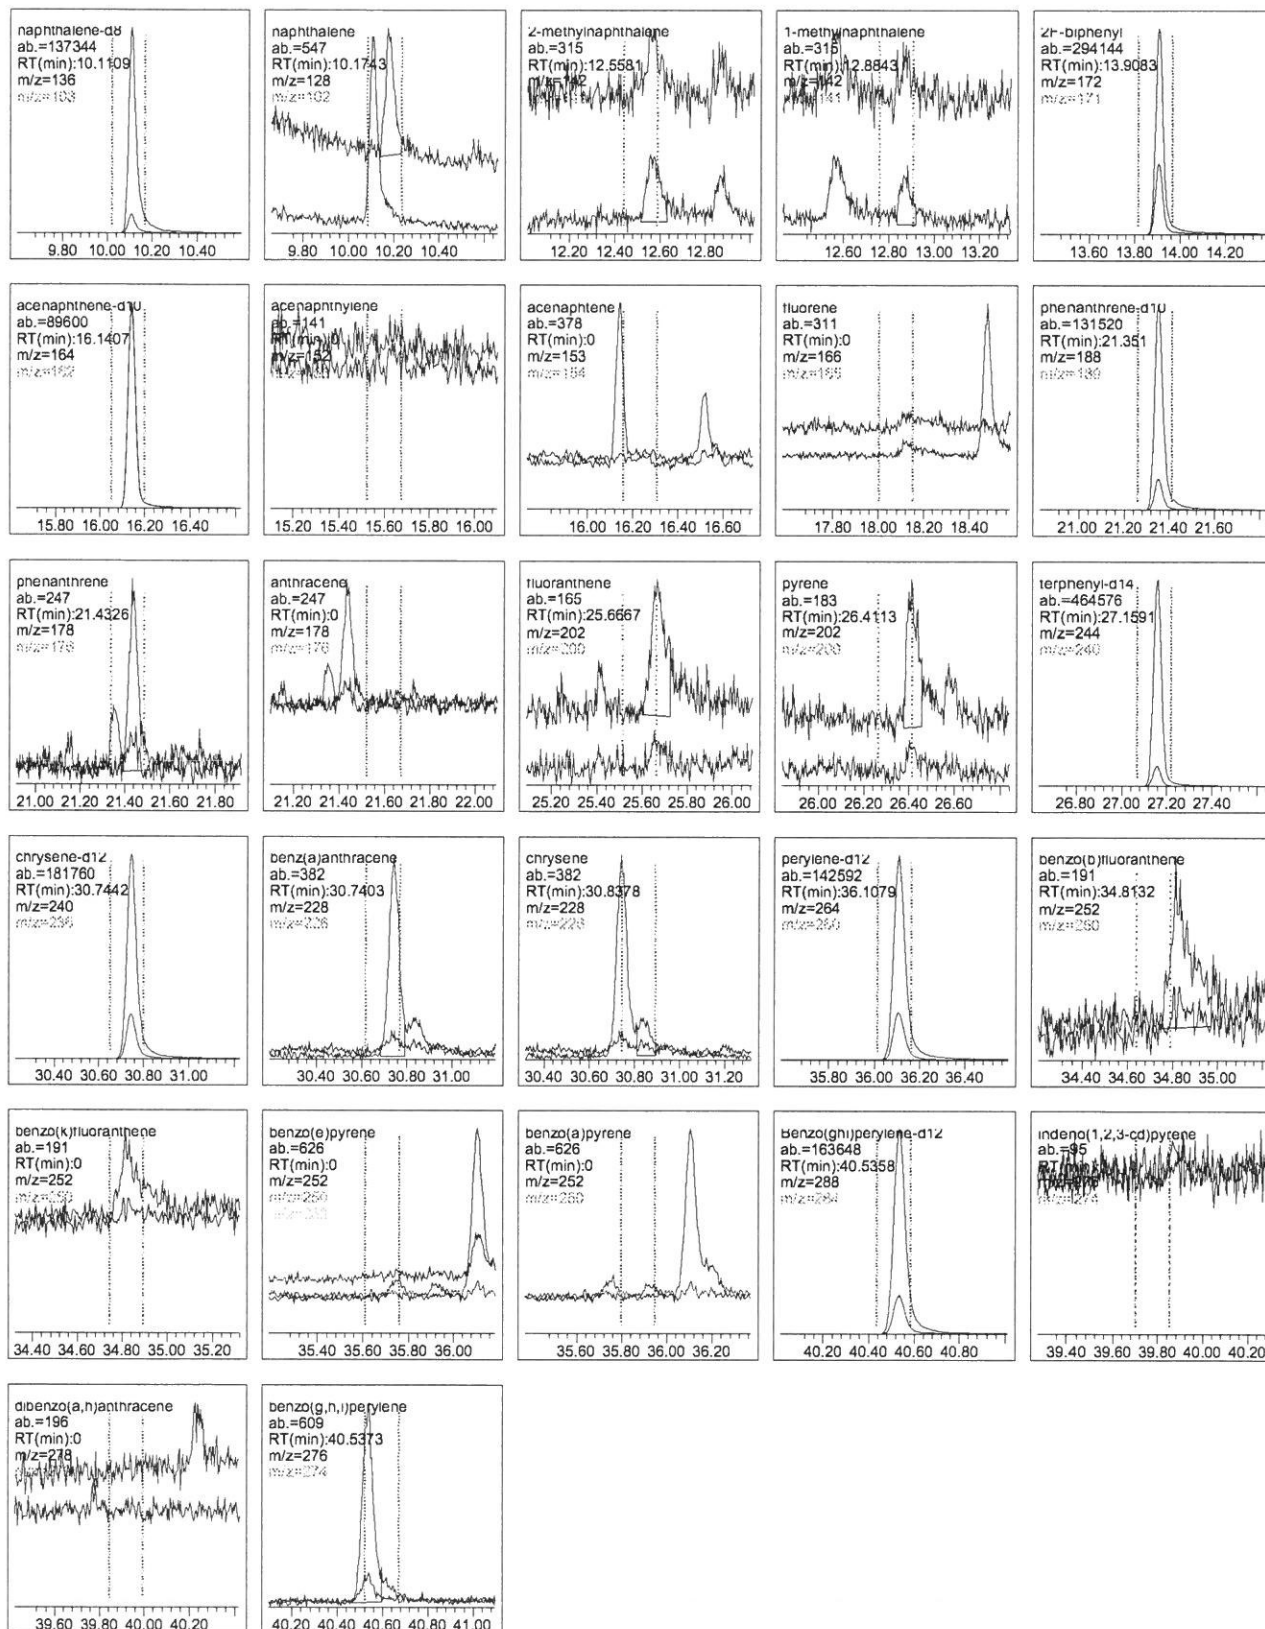 naphthalene-d8
ab.=137344
RT(min):10.1109
m/z=136
m/z=108
9.80 10.00 10.20 10.40
naphthalene
ab.=547
RT(min):10.1743
m/z=128
m/z=102
9.80 10.00 10.20 10.40
2-methylnaphthalene
ab.=315
RT(min):12.5581
m/z=142
12.20 12.40 12.60 12.80
1-methylnaphthalene
ab.=315
RT(min):12.8843
m/z=142
12.60 12.80 13.00 13.20
2F-biphenyl
ab.=294144
RT(min):13.9083
m/z=172
m/z=171
13.60 13.80 14.00 14.20
acenaphthene-d10
ab.=89600
RT(min):16.1407
m/z=164
m/z=162
15.80 16.00 16.20 16.40
acenaphthylene
ab.=141
RT(min):0
m/z=152
15.20 15.40 15.60 15.80 16.00
acenaphtene
ab.=378
RT(min):0
m/z=153
m/z=154
16.00 16.20 16.40 16.60
fluorene
ab.=311
RT(min):0
m/z=166
m/z=165
17.80 18.00 18.20 18.40
phenanthrene-d10
ab.=131520
RT(min):21.351
m/z=188
m/z=189
21.00 21.20 21.40 21.60
phenanthrene
ab.=247
RT(min):21.4326
m/z=178
m/z=176
21.00 21.20 21.40 21.60 21.80
anthracene
ab.=247
RT(min):0
m/z=178
m/z=176
21.20 21.40 21.60 21.80 22.00
fluoranthene
ab.=165
RT(min):25.6667
m/z=202
m/z=200
25.20 25.40 25.60 25.80 26.00
pyrene
ab.=183
RT(min):26.4113
m/z=202
m/z=200
26.00 26.20 26.40 26.60
terphenyl-d14
ab.=464576
RT(min):27.1591
m/z=244
m/z=240
26.80 27.00 27.20 27.40
chrysene-d12
ab.=181760
RT(min):30.7442
m/z=240
m/z=236
30.40 30.60 30.80 31.00
benz(a)anthracene
ab.=382
RT(min):30.7403
m/z=228
m/z=226
30.40 30.60 30.80 31.00
chrysene
ab.=382
RT(min):30.8378
m/z=228
m/z=226
30.40 30.60 30.80 31.00 31.20
perylene-d12
ab.=142592
RT(min):36.1079
m/z=264
m/z=260
35.80 36.00 36.20 36.40
benzo(b)fluoranthene
ab.=191
RT(min):34.8132
m/z=252
m/z=250
34.40 34.60 34.80 35.00
benzo(k)fluoranthene
ab.=191
RT(min):0
m/z=252
m/z=250
34.40 34.60 34.80 35.00 35.20
benzo(e)pyrene
ab.=626
RT(min):0
m/z=252
m/z=250
35.40 35.60 35.80 36.00
benzo(a)pyrene
ab.=626
RT(min):0
m/z=252
m/z=250
35.60 35.80 36.00 36.20
Benzo(ghi)perylene-d12
ab.=163648
RT(min):40.5358
m/z=288
m/z=284
40.20 40.40 40.60 40.80
indeno(1,2,3-cd)pyrene
ab.=95
RT(min):0
m/z=276
m/z=274
39.40 39.60 39.80 40.00 40.20
dibenzo(a,h)anthracene
ab.=196
RT(min):0
m/z=278
39.60 39.80 40.00 40.20
benzo(g,h,i)perylene
ab.=609
RT(min):40.5373
m/z=276
m/z=274
40.20 40.40 40.60 40.80 41.00